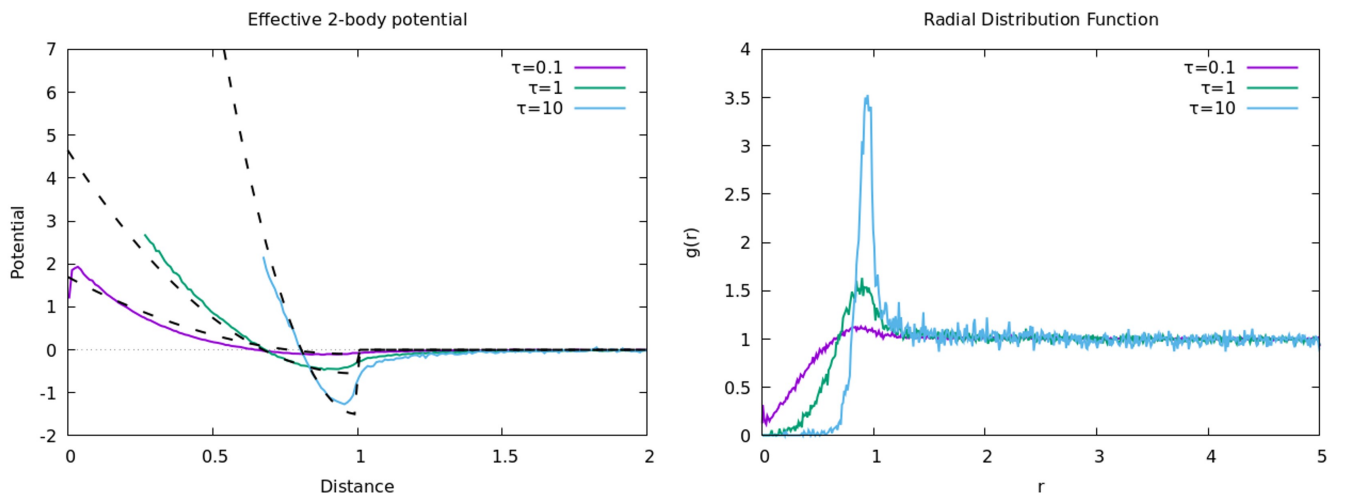 Effective 2-body potential
7
6
5
4
3
2
1
0
-1
-2
Potential
τ=0.1
τ=1
τ=10
0
0.5
1
1.5
2
Distance
Radial Distribution Function
4
3.5
3
2.5
2
1.5
1
0.5
0
g(r)
τ=0.1
τ=1
τ=10
0
1
2
3
4
5
r